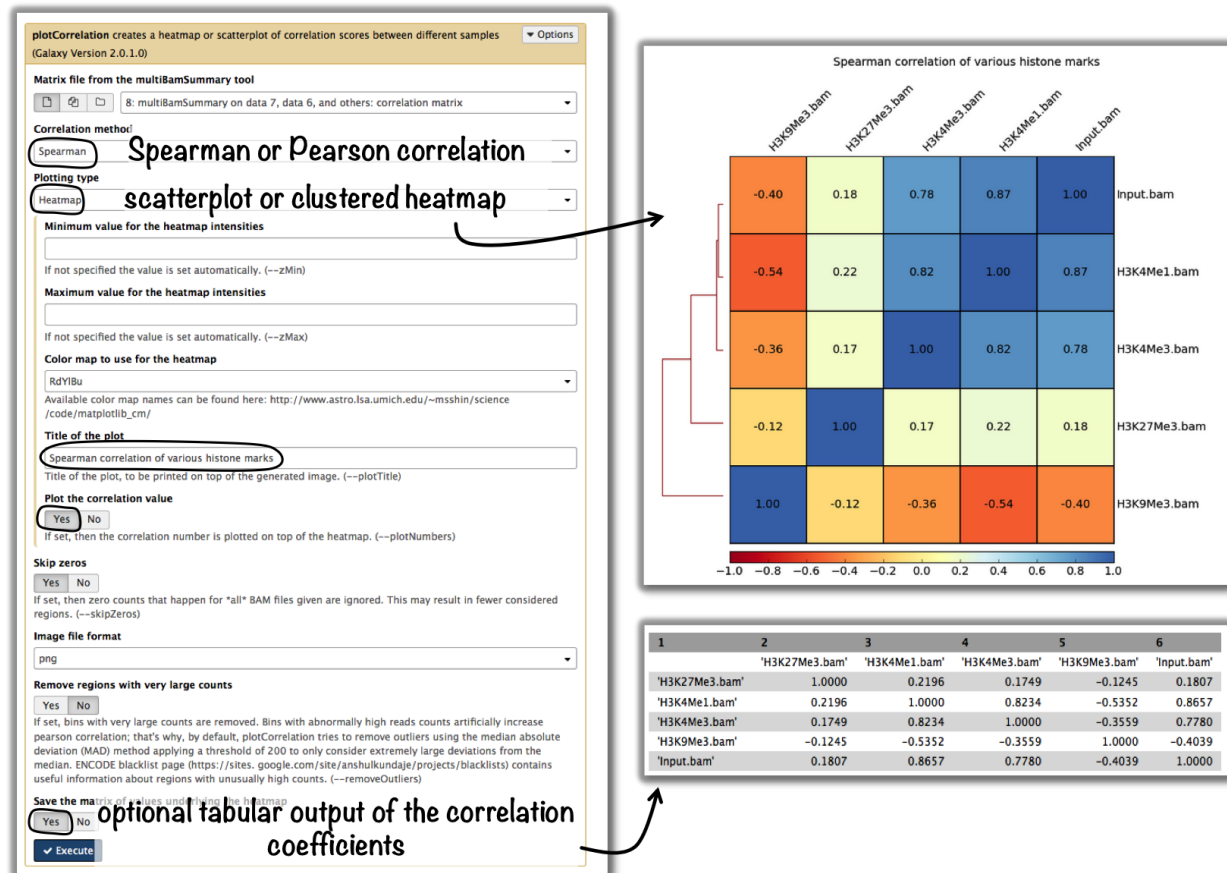 plotCorrelation creates a heatmap or scatterplot of correlation scores between different samples
(Galaxy Version 2.0.1.0)
Options
Matrix file from the multiBamSummary tool
8: multiBamSummary on data 7, data 6, and others: correlation matrix
Correlation method
Spearman
Spearman or Pearson correlation
Plotting type
Heatmap
scatterplot or clustered heatmap
Minimum value for the heatmap intensities
If not specified the value is set automatically. (--zMin)
Maximum value for the heatmap intensities
If not specified the value is set automatically. (--zMax)
Color map to use for the heatmap
RdYlBu
Available color map names can be found here: http://www.astro.lsa.umich.edu/~msshin/science
/code/matplotlib_cm/
Title of the plot
Spearman correlation of various histone marks
Title of the plot, to be printed on top of the generated image. (--plotTitle)
Plot the correlation value
Yes No
If set, then the correlation number is plotted on top of the heatmap. (--plotNumbers)
Skip zeros
Yes No
If set, then zero counts that happen for *all* BAM files given are ignored. This may result in fewer considered
regions. (--skipZeros)
Image file format
png
Remove regions with very large counts
Yes No
If set, bins with very large counts are removed. Bins with abnormally high reads counts artificially increase
pearson correlation; that's why, by default, plotCorrelation tries to remove outliers using the median absolute
deviation (MAD) method applying a threshold of 200 to only consider extremely large deviations from the
median. ENCODE blacklist page (https://sites. google.com/site/anshulkundaje/projects/blacklists) contains
useful information about regions with unusually high counts. (--removeOutliers)
Save the matrix of values underlying the heatmap
Yes No
optional tabular output of the correlation
coefficients
Execute
Spearman correlation of various histone marks
H3K9Me3.bam H3K27Me3.bam H3K4Me3.bam H3K4Me1.bam Input.bam
-0.40 0.18 0.78 0.87 1.00 Input.bam
-0.54 0.22 0.82 1.00 0.87 H3K4Me1.bam
-0.36 0.17 1.00 0.82 0.78 H3K4Me3.bam
-0.12 1.00 0.17 0.22 0.18 H3K27Me3.bam
1.00 -0.12 -0.36 -0.54 -0.40 H3K9Me3.bam
−1.0 −0.8 −0.6 −0.4 −0.2 0.0 0.2 0.4 0.6 0.8 1.0
1 2 3 4 5 6
'H3K27Me3.bam' 'H3K4Me1.bam' 'H3K4Me3.bam' 'H3K9Me3.bam' 'Input.bam'
'H3K27Me3.bam' 1.0000 0.2196 0.1749 −0.1245 0.1807
'H3K4Me1.bam' 0.2196 1.0000 0.8234 −0.5352 0.8657
'H3K4Me3.bam' 0.1749 0.8234 1.0000 −0.3559 0.7780
'H3K9Me3.bam' −0.1245 −0.5352 −0.3559 1.0000 −0.4039
'Input.bam' 0.1807 0.8657 0.7780 −0.4039 1.0000